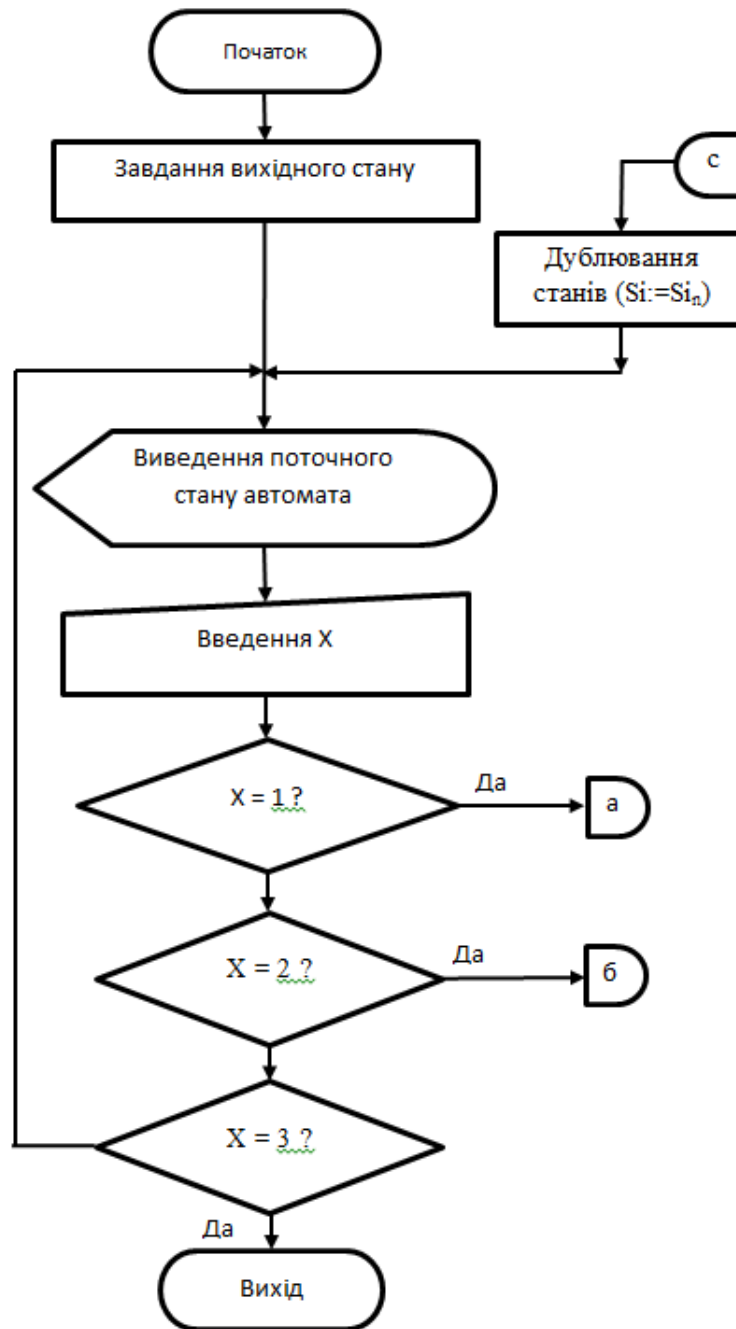 Початок
Завдання вихідного стану
с
Дублювання
станів (Si:=Siₙ)
Виведення поточного
стану автомата
Введення X
X = 1 ?
Да
а
X = 2 ?
Да
б
X = 3 ?
Да
Вихід